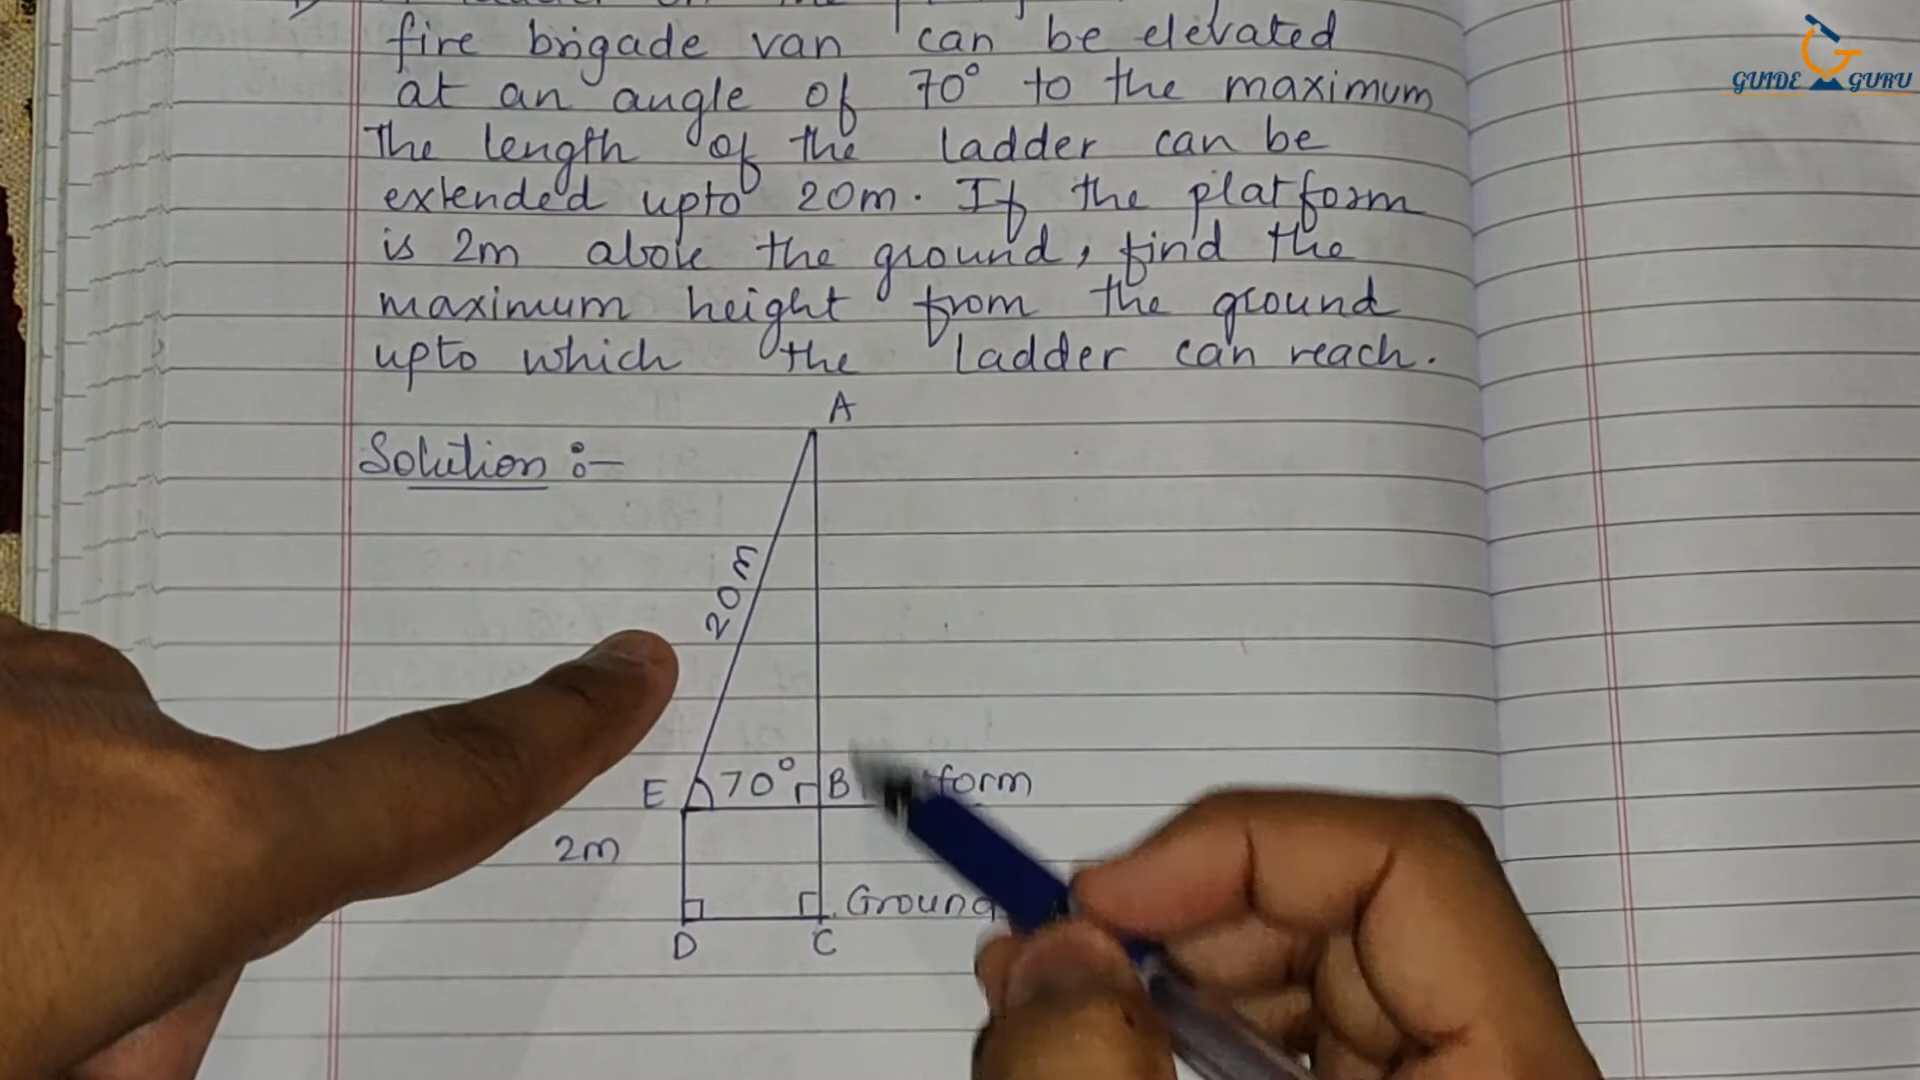 fire brigade van can be elevated
at an angle of 70° to the maximum
The length of the ladder can be
extended upto 20m. If the platform
is 2m above the ground, find the
maximum height from the ground
upto which the ladder can reach.
Solution :-
A
20m
E 70° B form
2m
Ground
D C
GUIDE GURU